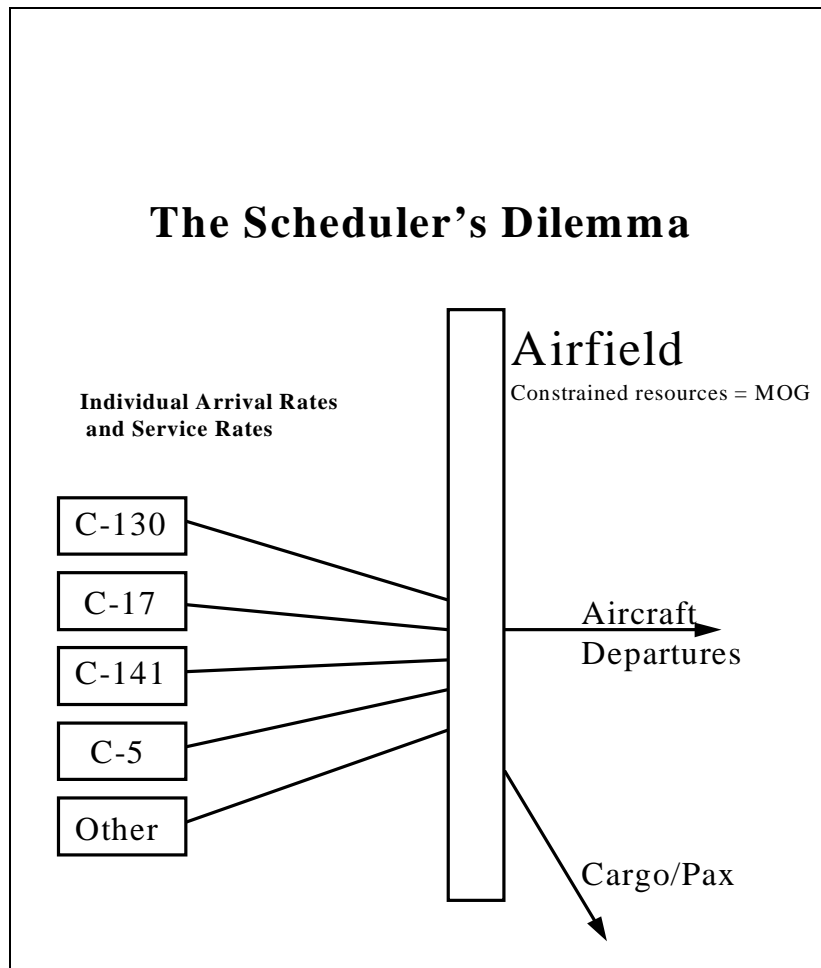 The Scheduler's Dilemma
Airfield
Constrained resources = MOG
Individual Arrival Rates
and Service Rates
C-130
C-17
C-141
C-5
Other
Aircraft
Departures
Cargo/Pax